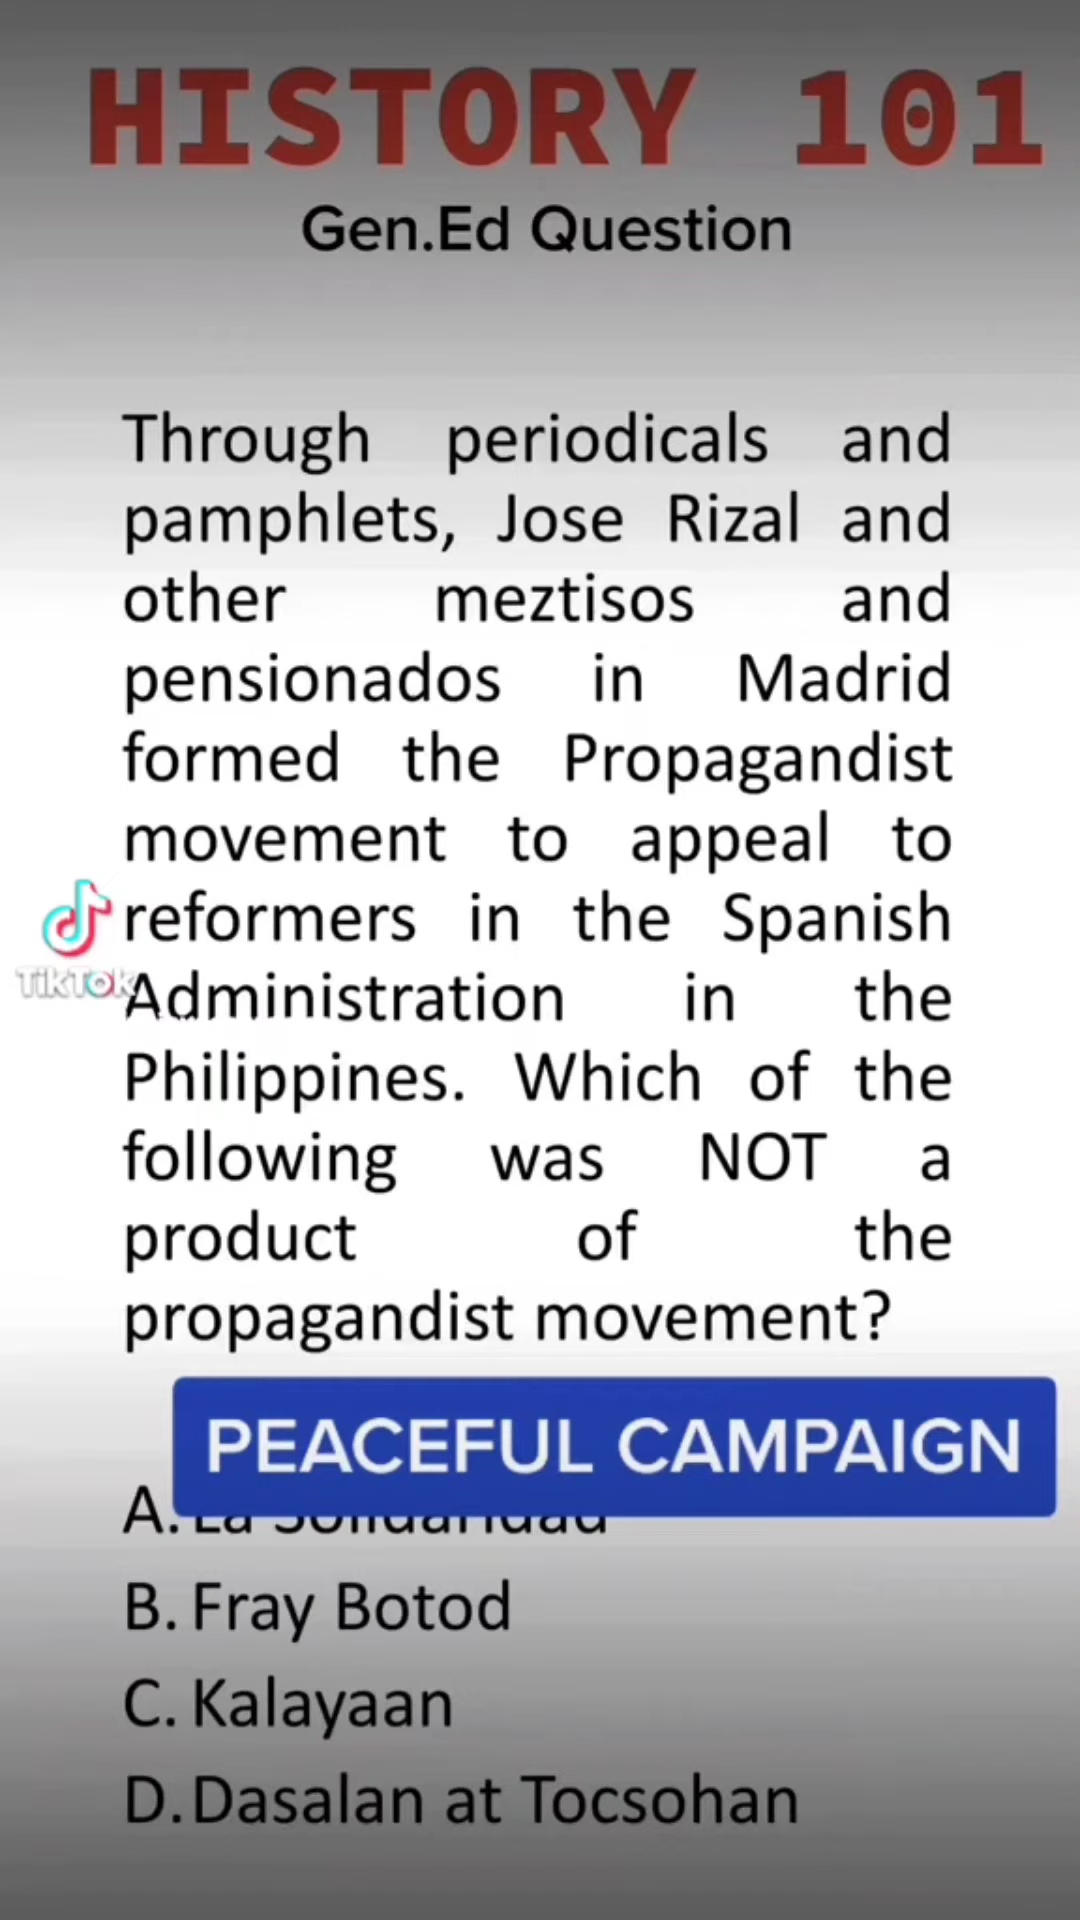 HISTORY 101
Gen.Ed Question
Through periodicals and
pamphlets, Jose Rizal and
other meztisos and
pensionados in Madrid
formed the Propagandist
movement to appeal to
reformers in the Spanish
TikTok
Administration in the
Philippines. Which of the
following was NOT a
product of the
propagandist movement?
PEACEFUL CAMPAIGN
A. La Solidaridad
B. Fray Botod
C. Kalayaan
D. Dasalan at Tocsohan